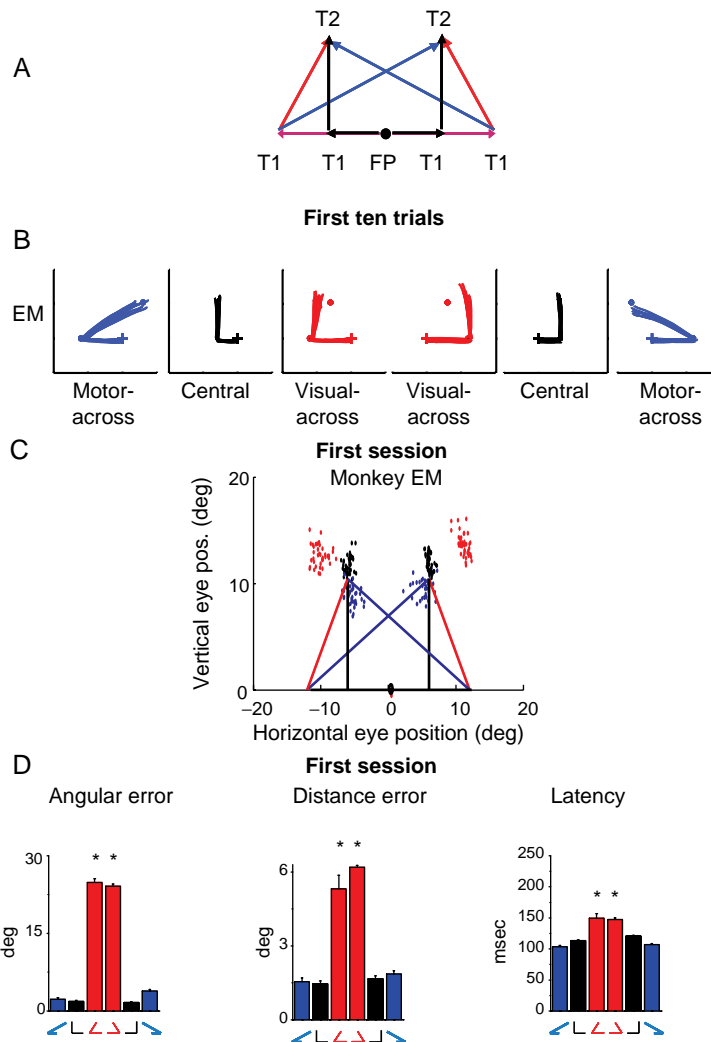 A
T2 T2
T1 T1 FP T1 T1
First ten trials
B
EM
Motor-across Central Visual-across Visual-across Central Motor-across
C
First session
Monkey EM
Vertical eye pos. (deg)
20
10
0
−20 −10 0 10 20
Horizontal eye position (deg)
D
First session
Angular error Distance error Latency
deg
30
15
0
* *
deg
6
3
0
* *
msec
250
200
150
100
50
0
* *